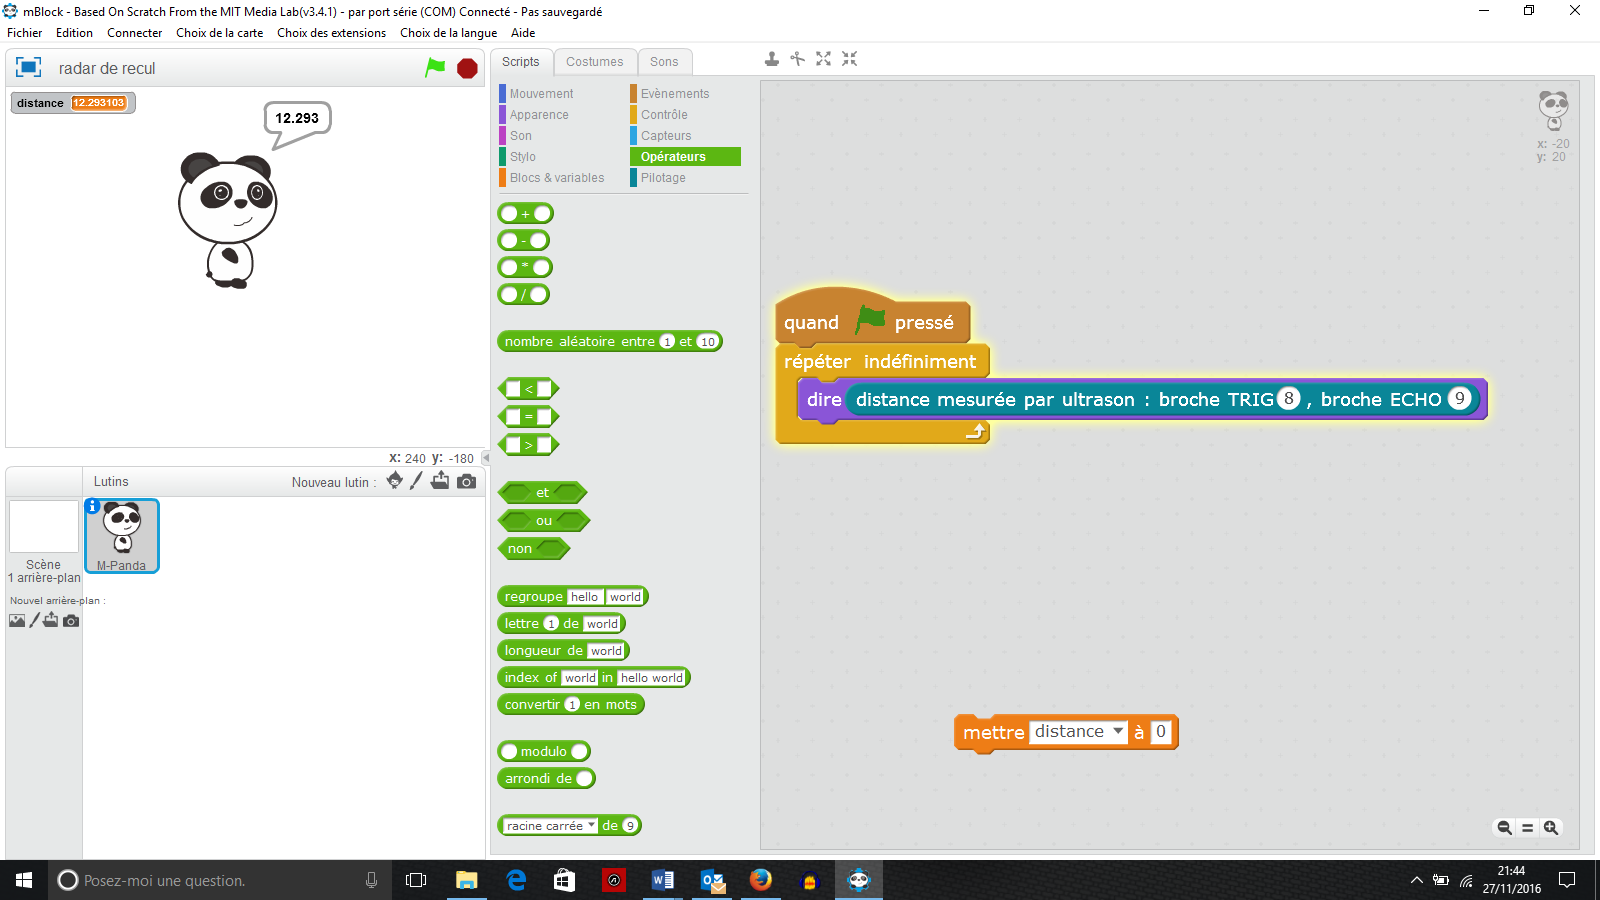 mBlock - Based On Scratch From the MIT Media Lab(v3.4.1) - par port série (COM) Connecté - Pas sauvegardé
Fichier Edition Connecter Choix de la carte Choix des extensions Choix de la langue Aide
radar de recul
distance 12.293103
12.293
x: 240 y: -180
Lutins
Nouveau lutin :
Scène
1 arrière-plan
M-Panda
Nouvel arrière-plan :
Scripts Costumes Sons
Mouvement Evènements
Apparence Contrôle
Son Capteurs
Stylo Opérateurs
Blocs & variables Pilotage
+
-
*
/
nombre aléatoire entre 1 et 10
<
=
>
et
ou
non
regroupe hello world
lettre 1 de world
longueur de world
index of world in hello world
convertir 1 en mots
modulo
arrondi de
racine carrée de 9
x: -20
y: 20
quand pressé
répéter indéfiniment
dire distance mesurée par ultrason : broche TRIG 8 , broche ECHO 9
mettre distance à 0
Posez-moi une question.
21:44
27/11/2016